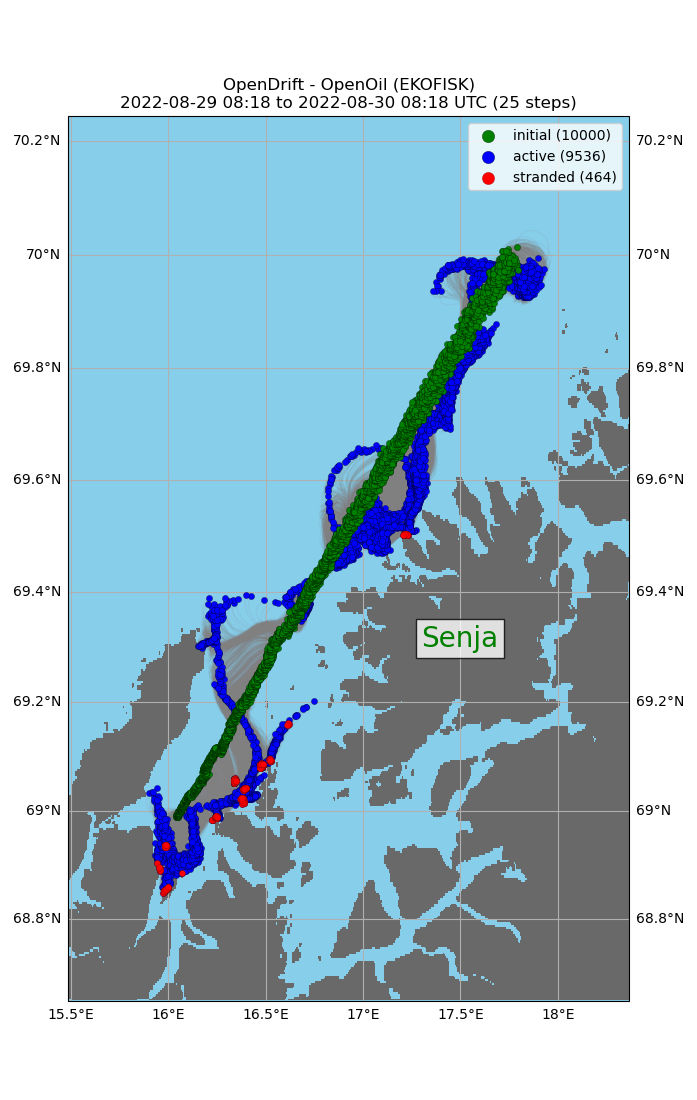 OpenDrift - OpenOil (EKOFISK)
2022-08-29 08:18 to 2022-08-30 08:18 UTC (25 steps)
initial (10000)
active (9536)
stranded (464)
70.2°N 70.2°N
70°N 70°N
69.8°N 69.8°N
69.6°N 69.6°N
69.4°N 69.4°N
Senja
69.2°N 69.2°N
69°N 69°N
68.8°N 68.8°N
15.5°E 16°E 16.5°E 17°E 17.5°E 18°E